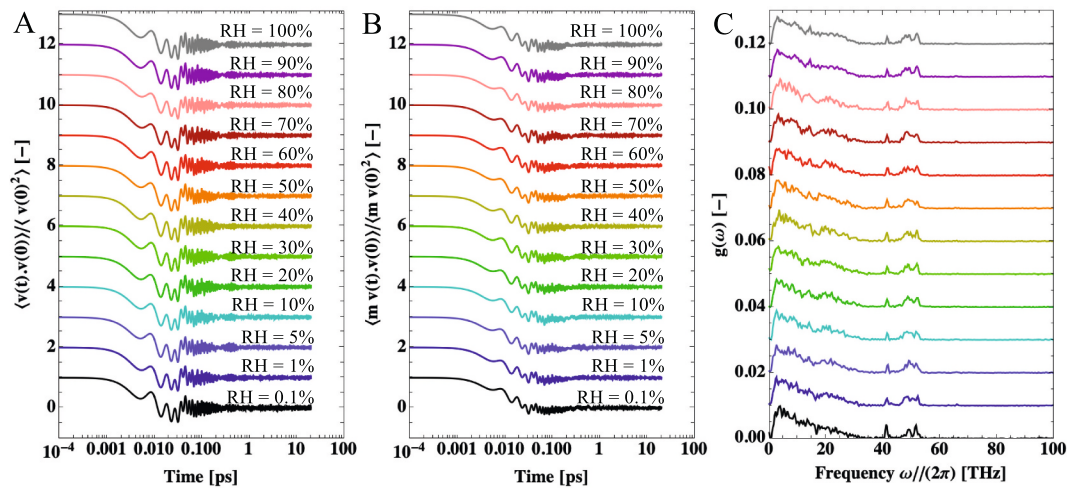 A
RH = 100%
RH = 90%
RH = 80%
RH = 70%
RH = 60%
RH = 50%
RH = 40%
RH = 30%
RH = 20%
RH = 10%
RH = 5%
RH = 1%
RH = 0.1%
12
10
8
6
4
2
0
⟨v(t).v(0)⟩/⟨ v(0)²⟩ [−]
10⁻⁴ 0.001 0.010 0.100 1 10 100
Time [ps]
B
RH = 100%
RH = 90%
RH = 80%
RH = 70%
RH = 60%
RH = 50%
RH = 40%
RH = 30%
RH = 20%
RH = 10%
RH = 5%
RH = 1%
RH = 0.1%
12
10
8
6
4
2
0
⟨m v(t).v(0)⟩/⟨m v(0)²⟩ [−]
10⁻⁴ 0.001 0.010 0.100 1 10 100
Time [ps]
C
0.12
0.10
0.08
0.06
0.04
0.02
0.00
g(ω) [−]
0 20 40 60 80 100
Frequency ω//(2π) [THz]